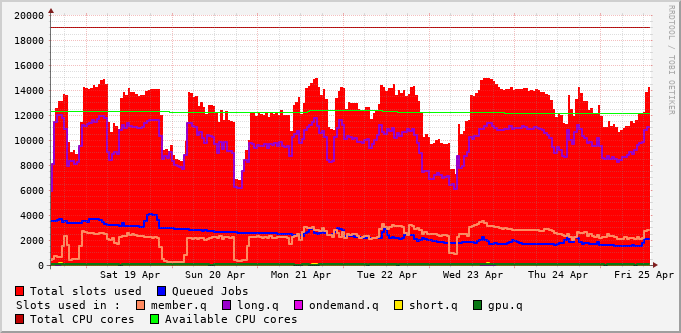 RRDTOOL / TOBI OETIKER
20000
18000
16000
14000
12000
10000
8000
6000
4000
2000
0
Sat 19 Apr Sun 20 Apr Mon 21 Apr Tue 22 Apr Wed 23 Apr Thu 24 Apr Fri 25 Apr
Total slots used Queued Jobs
Slots used in : member.q long.q ondemand.q short.q gpu.q
Total CPU cores Available CPU cores